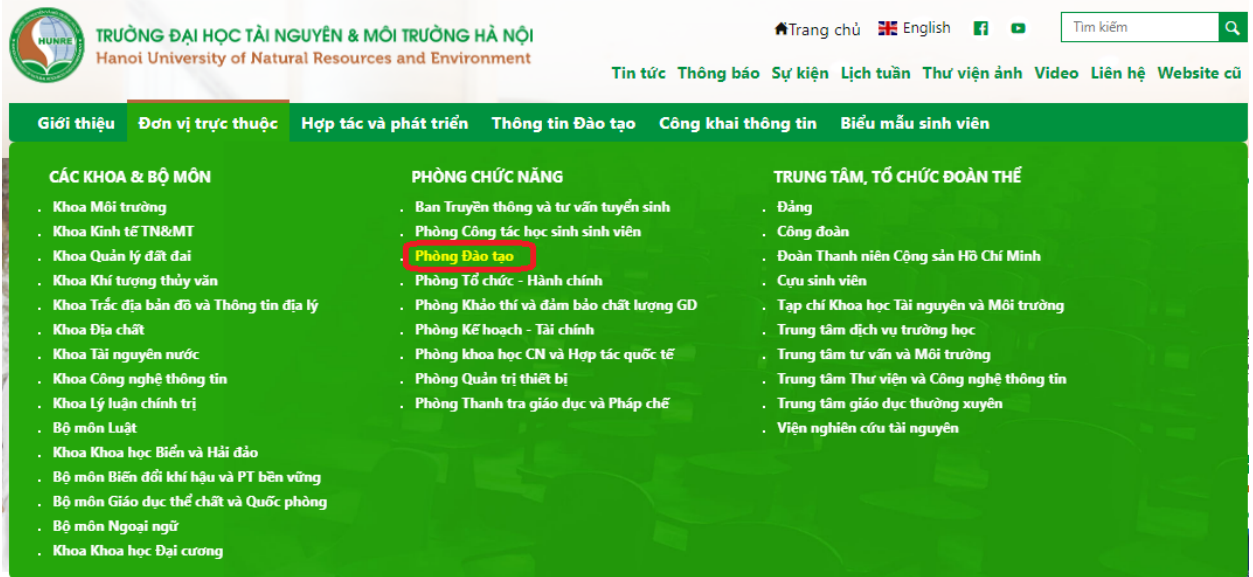 HUNRE
TRƯỜNG ĐẠI HỌC TÀI NGUYÊN & MÔI TRƯỜNG HÀ NỘI
Hanoi University of Natural Resources and Environment
Trang chủ English Tìm kiếm
Tin tức Thông báo Sự kiện Lịch tuần Thư viện ảnh Video Liên hệ Website cũ
Giới thiệu Đơn vị trực thuộc Hợp tác và phát triển Thông tin Đào tạo Công khai thông tin Biểu mẫu sinh viên
CÁC KHOA & BỘ MÔN
. Khoa Môi trường
. Khoa Kinh tế TN&MT
. Khoa Quản lý đất đai
. Khoa Khí tượng thủy văn
. Khoa Trắc địa bản đồ và Thông tin địa lý
. Khoa Địa chất
. Khoa Tài nguyên nước
. Khoa Công nghệ thông tin
. Khoa Lý luận chính trị
. Bộ môn Luật
. Khoa Khoa học Biển và Hải đảo
. Bộ môn Biến đổi khí hậu và PT bền vững
. Bộ môn Giáo dục thể chất và Quốc phòng
. Bộ môn Ngoại ngữ
. Khoa Khoa học Đại cương
PHÒNG CHỨC NĂNG
. Ban Truyền thông và tư vấn tuyển sinh
. Phòng Công tác học sinh sinh viên
. Phòng Đào tạo
. Phòng Tổ chức - Hành chính
. Phòng Khảo thí và đảm bảo chất lượng GD
. Phòng Kế hoạch - Tài chính
. Phòng khoa học CN và Hợp tác quốc tế
. Phòng Quản trị thiết bị
. Phòng Thanh tra giáo dục và Pháp chế
TRUNG TÂM, TỔ CHỨC ĐOÀN THỂ
. Đảng
. Công đoàn
. Đoàn Thanh niên Cộng sản Hồ Chí Minh
. Cựu sinh viên
. Tạp chí Khoa học Tài nguyên và Môi trường
. Trung tâm dịch vụ trường học
. Trung tâm tư vấn và Môi trường
. Trung tâm Thư viện và Công nghệ thông tin
. Trung tâm giáo dục thường xuyên
. Viện nghiên cứu tài nguyên